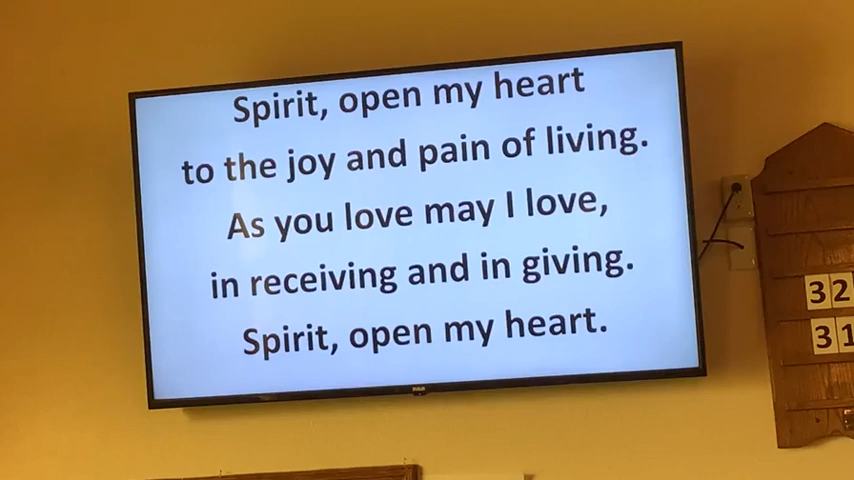 Spirit, open my heart
to the joy and pain of living.
As you love may I love,
in receiving and in giving.
Spirit, open my heart.
RCA
32
31